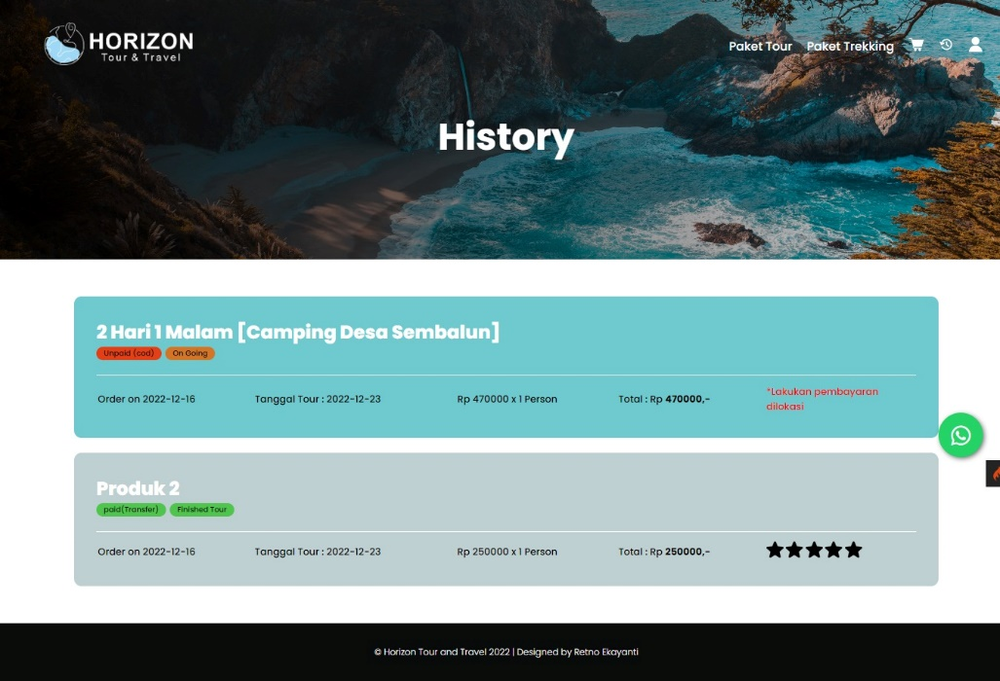 HORIZON
Tour & Travel
Paket Tour Paket Trekking
History
2 Hari 1 Malam [Camping Desa Sembalun]
Unpaid (cod) On Going
Order on 2022-12-16 Tanggal Tour : 2022-12-23 Rp 470000 x 1 Person Total : Rp 470000,- *Lakukan pembayaran
dilokasi
Produk 2
paid(Transfer) Finished Tour
Order on 2022-12-16 Tanggal Tour : 2022-12-23 Rp 250000 x 1 Person Total : Rp 250000,-
© Horizon Tour and Travel 2022 | Designed by Retno Ekayanti